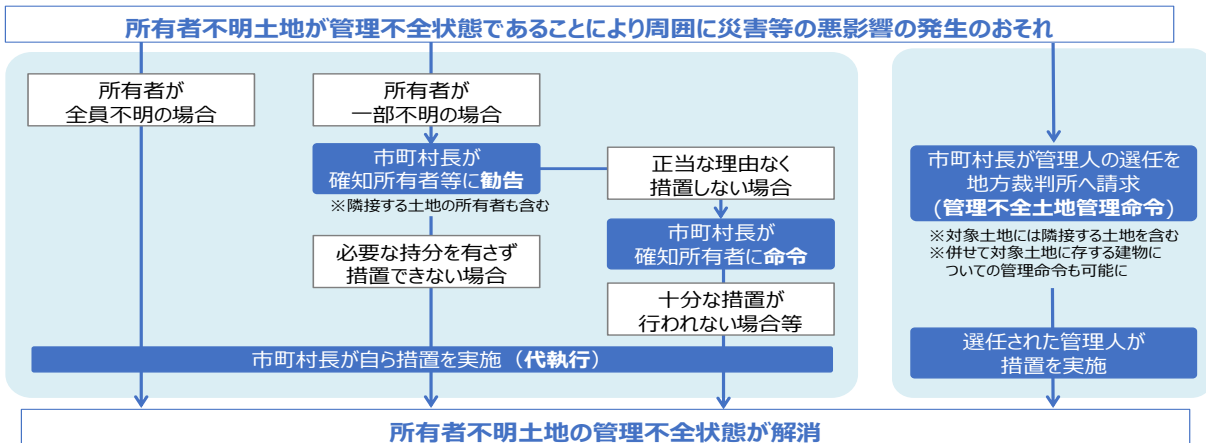 所有者不明土地が管理不全状態であることにより周囲に災害等の悪影響の発生のおそれ
所有者が
全員不明の場合
所有者が
一部不明の場合
市町村長が
確知所有者等に勧告
※隣接する土地の所有者も含む
正当な理由なく
措置しない場合
必要な持分を有さず
措置できない場合
市町村長が
確知所有者に命令
十分な措置が
行われない場合等
市町村長が自ら措置を実施（代執行）
市町村長が管理人の選任を
地方裁判所へ請求
(管理不全土地管理命令)
※対象土地には隣接する土地を含む
※併せて対象土地に存する建物に
ついての管理命令も可能に
選任された管理人が
措置を実施
所有者不明土地の管理不全状態が解消